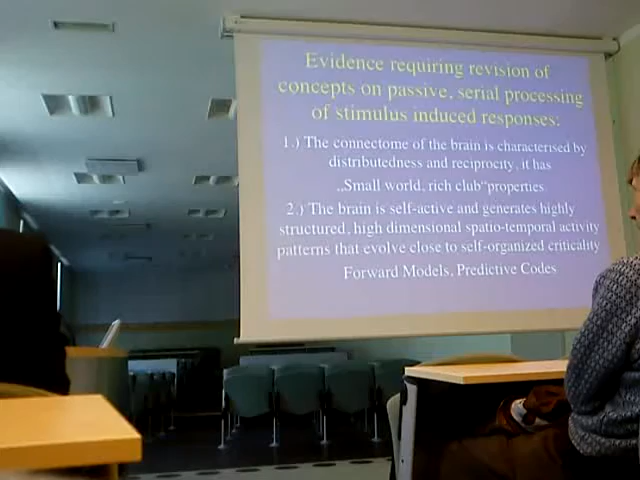 Evidence requiring revision of
concepts on passive, serial processing
of stimulus induced responses:
1.) The connectome of the brain is characterised by
distributedness and reciprocity, it has
„Small world, rich club“properties
2.) The brain is self-active and generates highly
structured, high dimensional spatio-temporal activity
patterns that evolve close to self-organized criticality
Forward Models, Predictive Codes